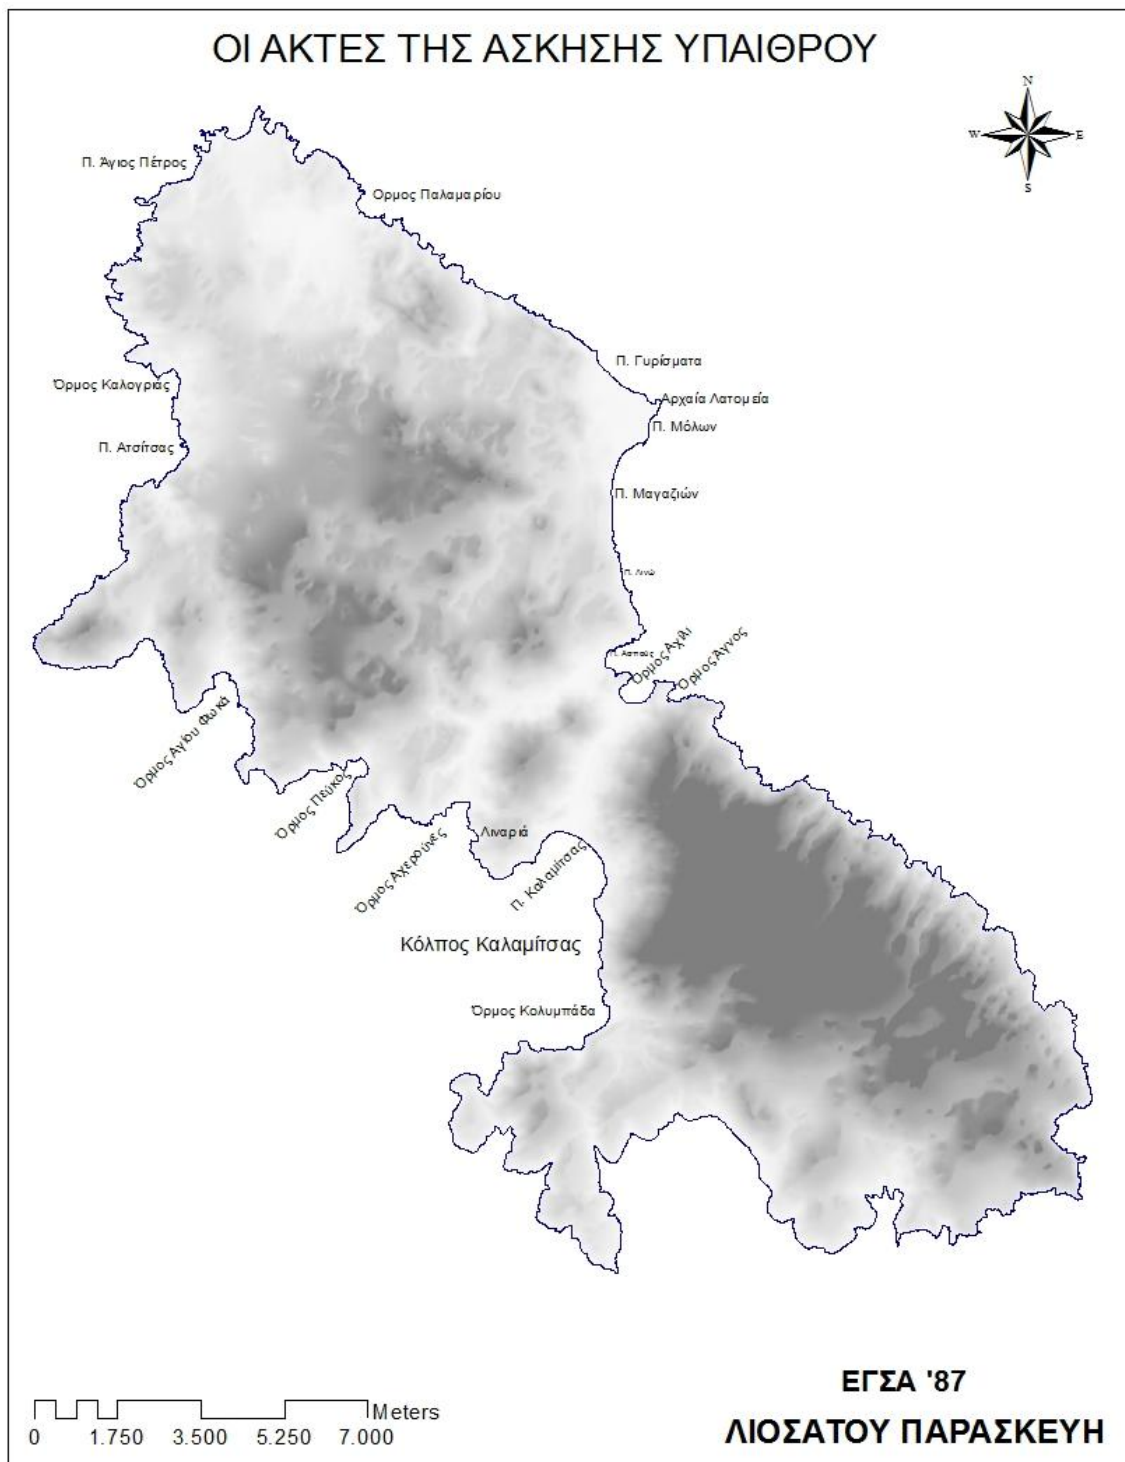 ΟΙ ΑΚΤΕΣ ΤΗΣ ΑΣΚΗΣΗΣ ΥΠΑΙΘΡΟΥ
N
W E
S
Π. Άγιος Πέτρος
Ορμος Παλαμαρίου
Π. Γυρίσματα
Όρμος Καλογριάς
Αρχαία Λατομεία
Π. Μόλων
Π. Ατσίτσας
Π. Μαγαζιών
Π. Λινώ
Π. Ασπούς
Όρμος Αχίλι
Όρμος Άγνος
Όρμος Αγίου Φωκά
Όρμος Πεύκος
Όρμος Αχερούνες
Λιναριά
Π. Καλαμίτσας
Κόλπος Καλαμίτσας
Όρμος Κολυμπάδα
ΕΓΣΑ '87
ΛΙΟΣΑΤΟΥ ΠΑΡΑΣΚΕΥΗ
Meters
0 1.750 3.500 5.250 7.000